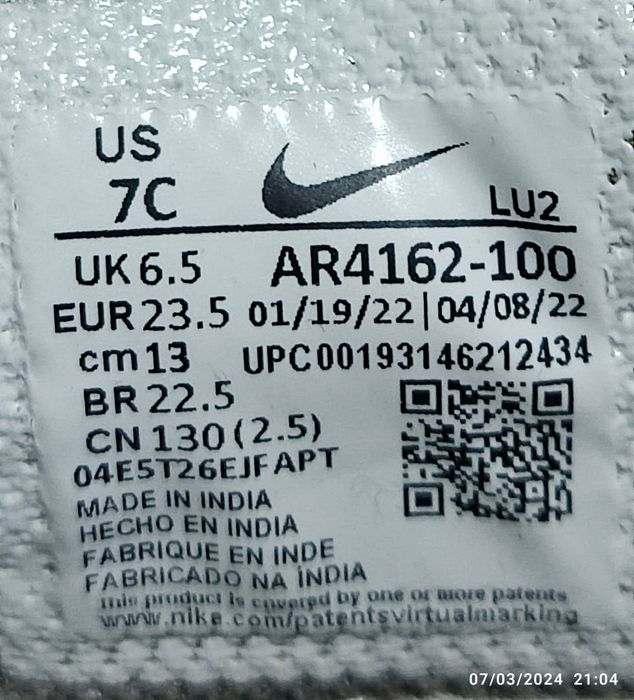 US
7C
LU2
UK 6.5 AR4162-100
EUR 23.5 01/19/22 | 04/08/22
cm 13 UPC00193146212434
BR 22.5
CN 130 (2.5)
04E5T26EJFAPT
MADE IN INDIA
HECHO EN INDIA
FABRIQUE EN INDE
FABRICADO NA ÍNDIA
this product is covered by one or more patents
www.nike.com/patentsvirtualmarking
07/03/2024 21:04